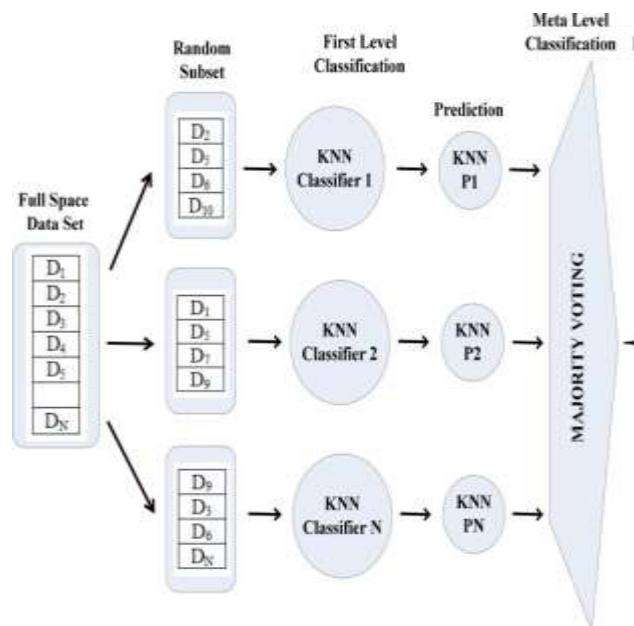 Random
Subset
First Level
Classification
Meta Level
Classification
Prediction
Full Space
Data Set
D1
D2
D3
D4
D5
DN
D2
D5
D6
D10
KNN
Classifier 1
KNN
P1
D1
D5
D7
D9
KNN
Classifier 2
KNN
P2
D9
D3
D6
DN
KNN
Classifier N
KNN
PN
MAJORITY VOTING